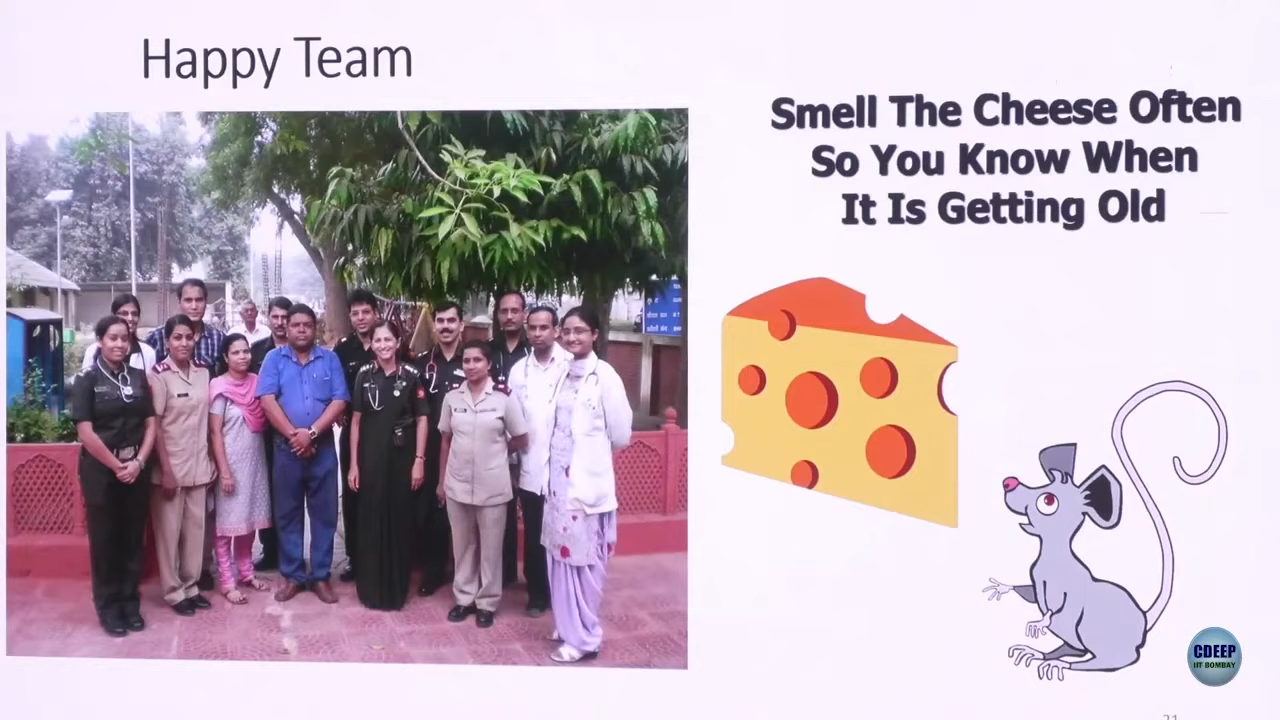 Happy Team
Smell The Cheese Often
So You Know When
It Is Getting Old
CDEEP
IIT BOMBAY